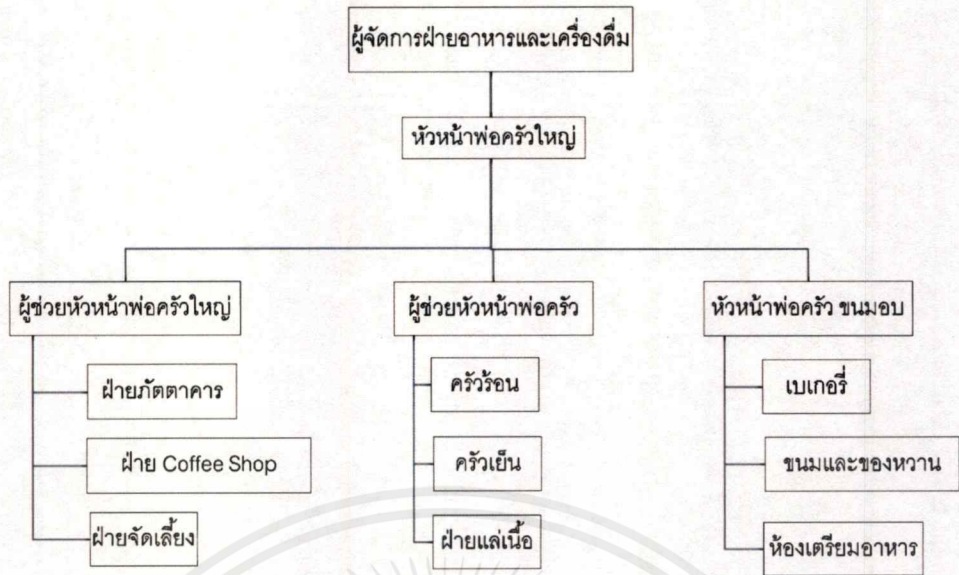 ผู้จัดการฝ่ายอาหารและเครื่องดื่ม
หัวหน้าพ่อครัวใหญ่
ผู้ช่วยหัวหน้าพ่อครัวใหญ่
ฝ่ายภัตตาคาร
ฝ่าย Coffee Shop
ฝ่ายจัดเลี้ยง
ผู้ช่วยหัวหน้าพ่อครัว
ครัวร้อน
ครัวเย็น
ฝ่ายแล่เนื้อ
หัวหน้าพ่อครัว ขนมอบ
เบเกอรี่
ขนมและของหวาน
ห้องเตรียมอาหาร